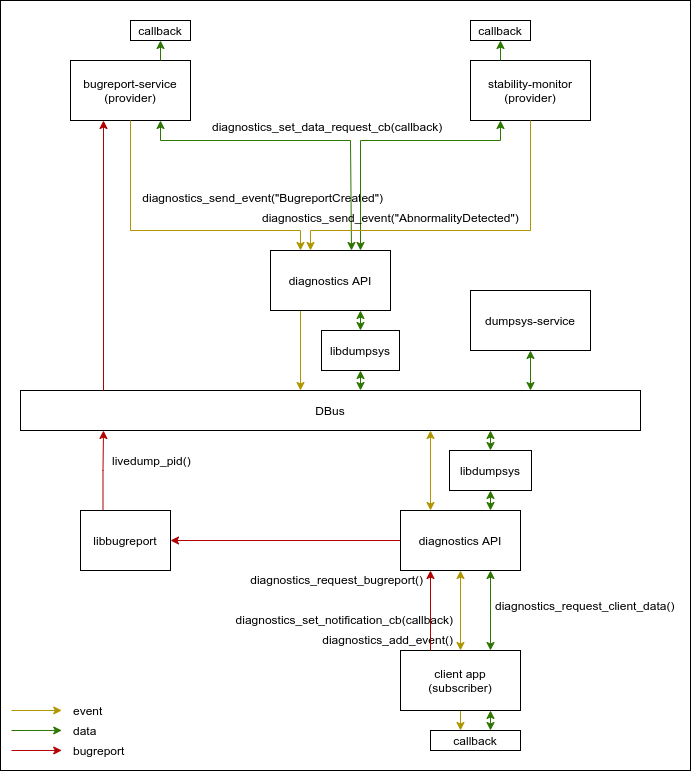 callback
callback
bugreport-service
(provider)
stability-monitor
(provider)
diagnostics_set_data_request_cb(callback)
diagnostics_send_event("BugreportCreated")
diagnostics_send_event("AbnormalityDetected")
diagnostics API
dumpsys-service
libdumpsys
DBus
livedump_pid()
libdumpsys
libbugreport
diagnostics API
diagnostics_request_bugreport()
diagnostics_request_client_data()
diagnostics_set_notification_cb(callback)
diagnostics_add_event()
client app
(subscriber)
callback
event
data
bugreport